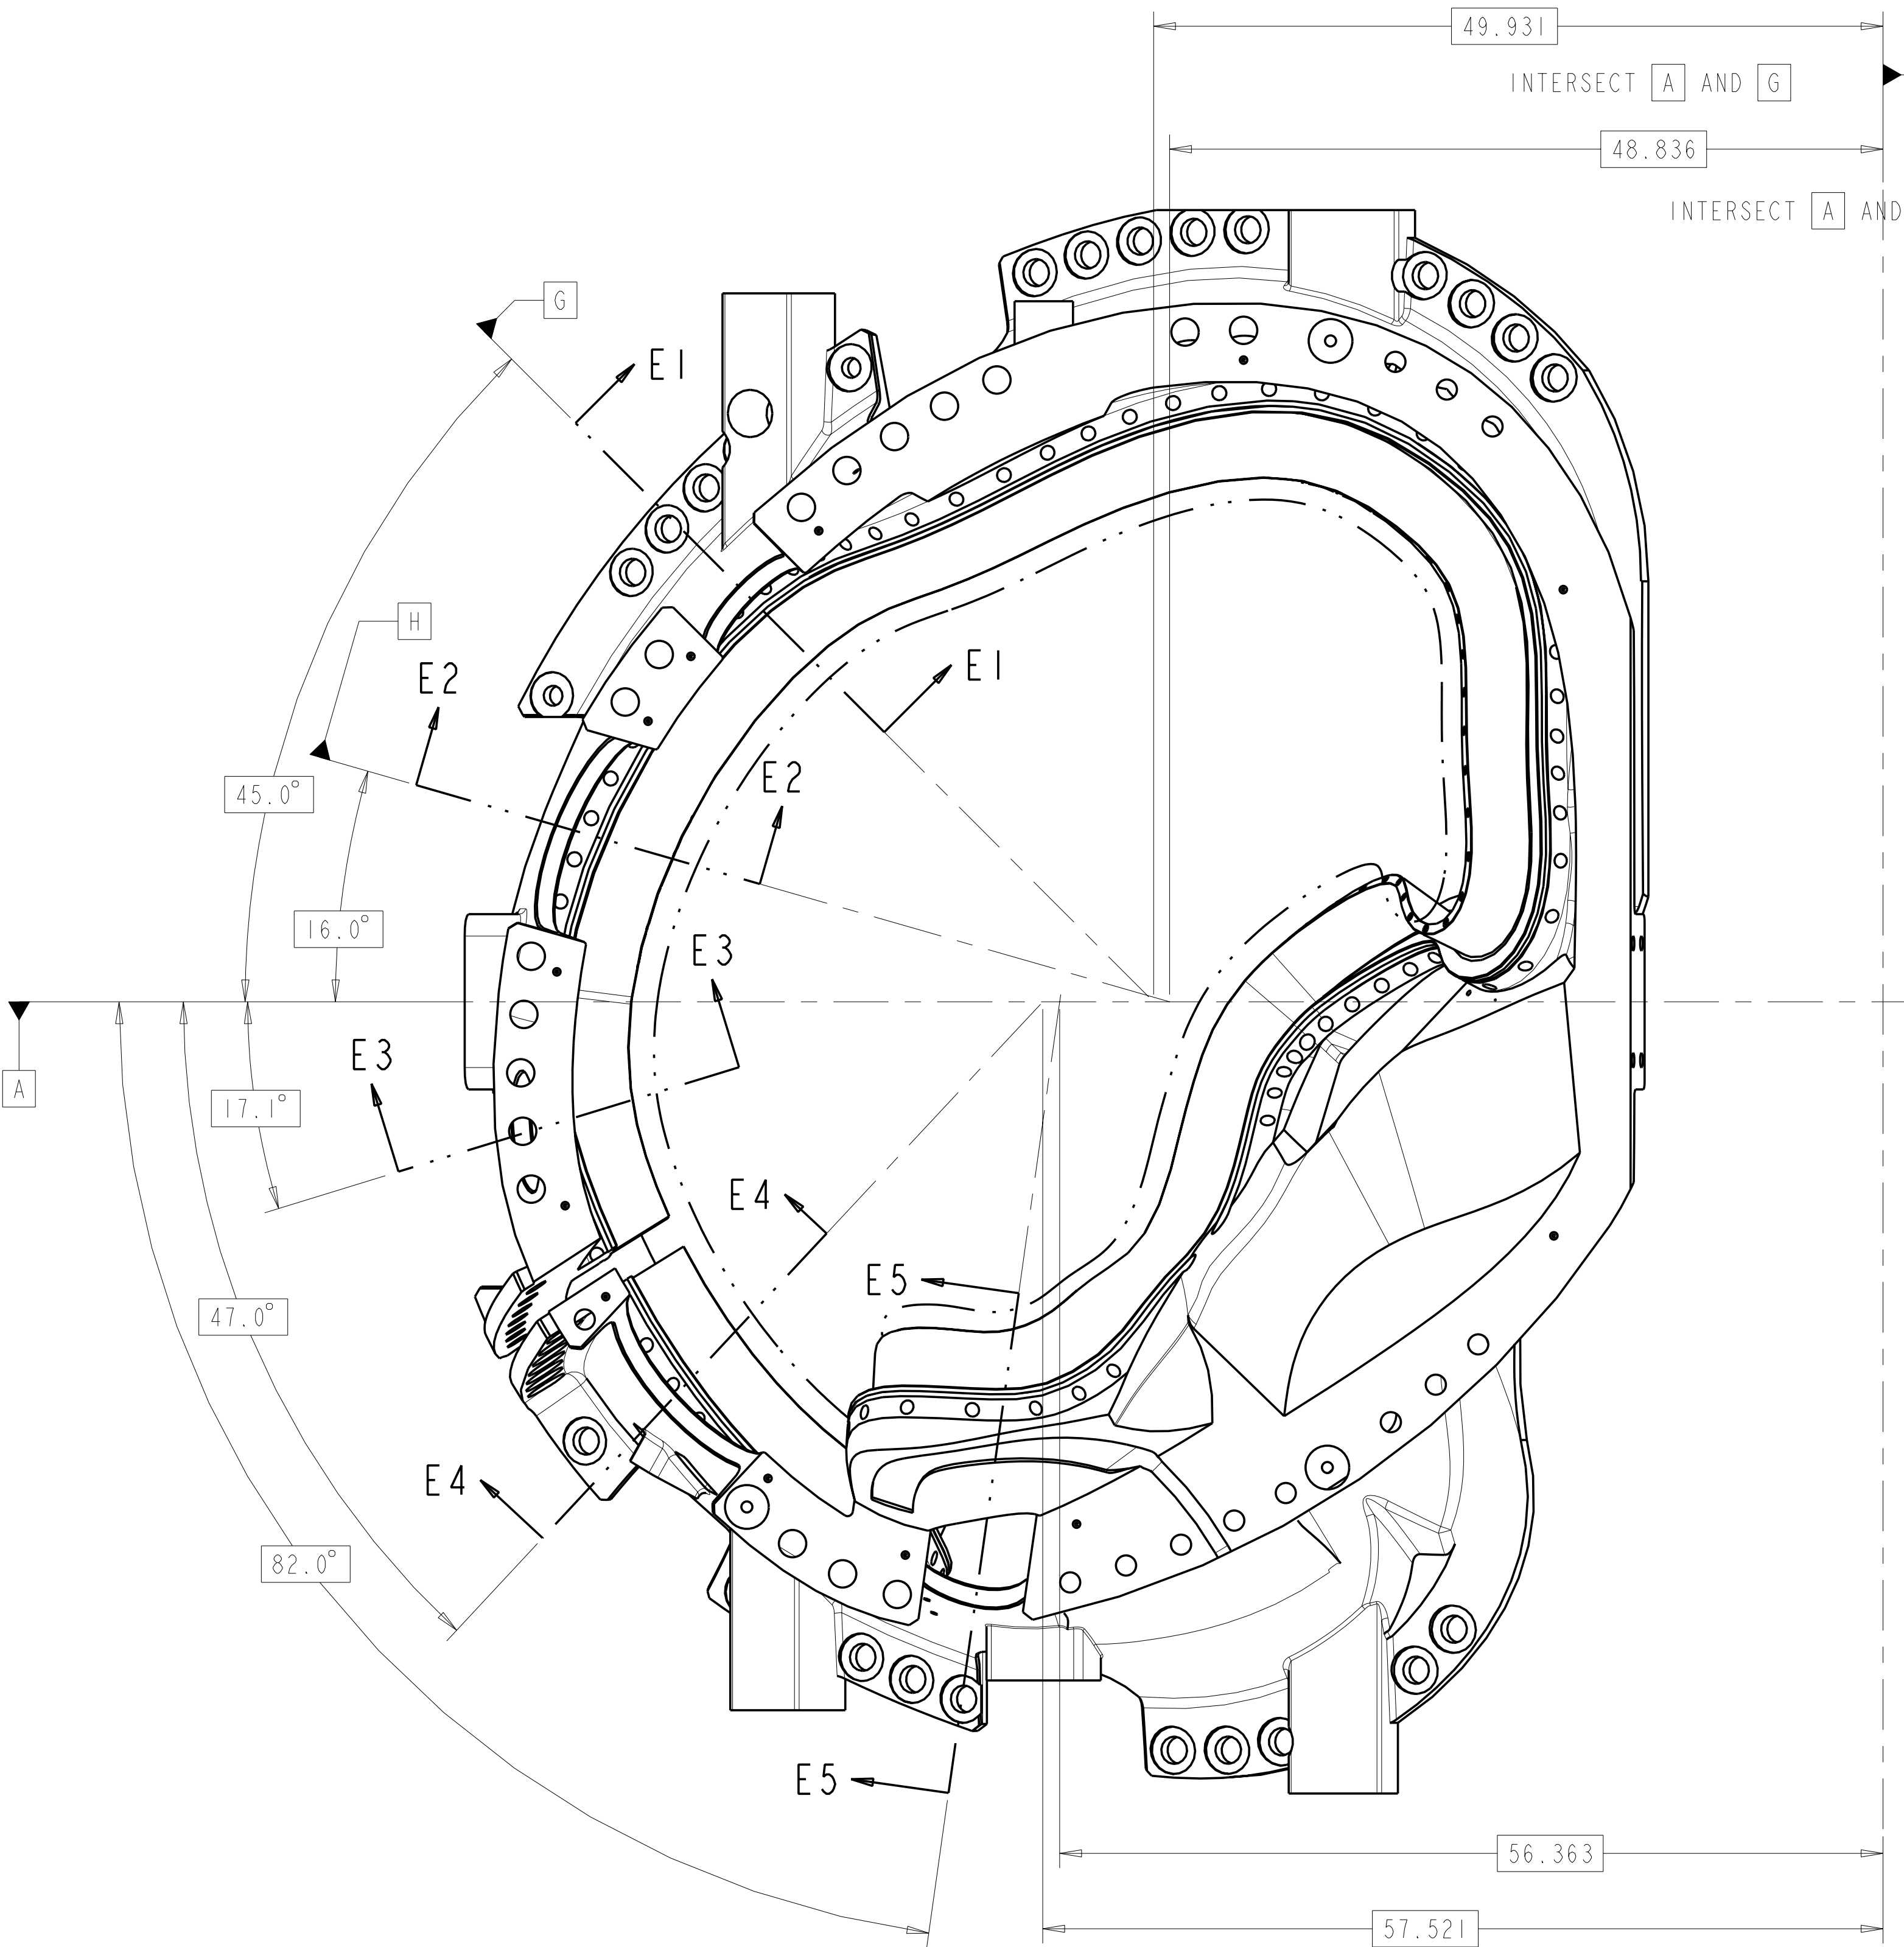 49.931
INTERSECT A AND G
48.836
INTERSECT A AND
G
E1
H
E2
E1
E2
45.0°
16.0°
E3
E3
A
17.1°
E4
E5
47.0°
E4
82.0°
E5
56.363
57.521